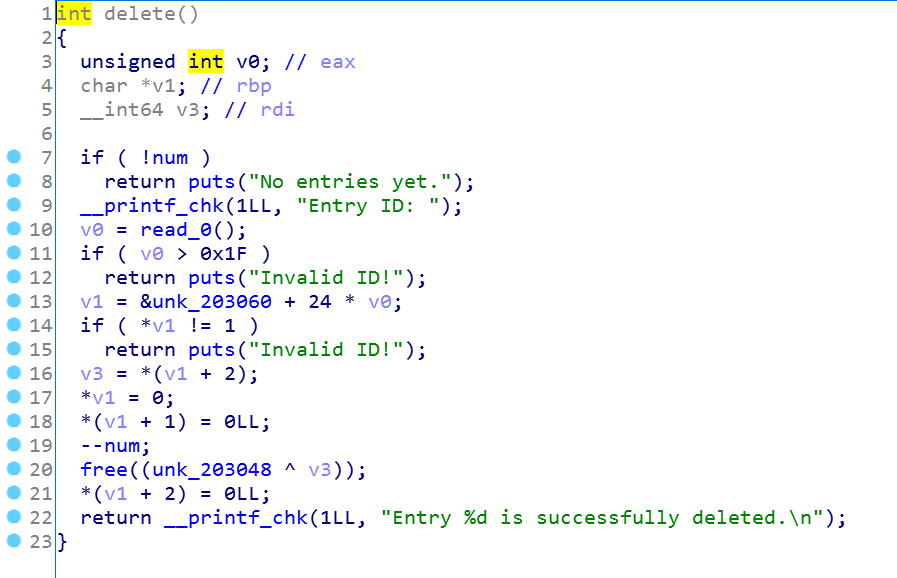 1 int delete()
2 {
3 unsigned int v0; // eax
4 char *v1; // rbp
5 __int64 v3; // rdi
6
7 if ( !num )
8 return puts("No entries yet.");
9 __printf_chk(1LL, "Entry ID: ");
10 v0 = read_0();
11 if ( v0 > 0x1F )
12 return puts("Invalid ID!");
13 v1 = &unk_203060 + 24 * v0;
14 if ( *v1 != 1 )
15 return puts("Invalid ID!");
16 v3 = *(v1 + 2);
17 *v1 = 0;
18 *(v1 + 1) = 0LL;
19 --num;
20 free((unk_203048 ^ v3));
21 *(v1 + 2) = 0LL;
22 return __printf_chk(1LL, "Entry %d is successfully deleted.\n");
23 }